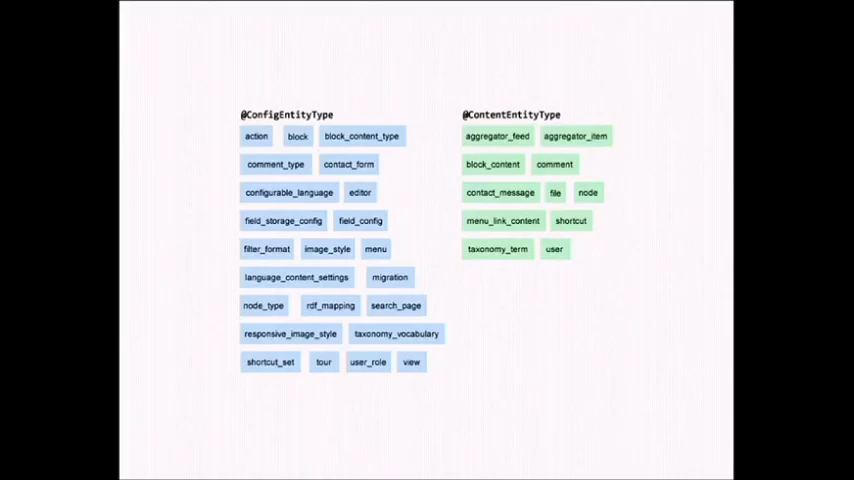 @ConfigEntityType
action block block_content_type
comment_type contact_form
configurable_language editor
field_storage_config field_config
filter_format image_style menu
language_content_settings migration
node_type rdf_mapping search_page
responsive_image_style taxonomy_vocabulary
shortcut_set tour user_role view
@ContentEntityType
aggregator_feed aggregator_item
block_content comment
contact_message file node
menu_link_content shortcut
taxonomy_term user